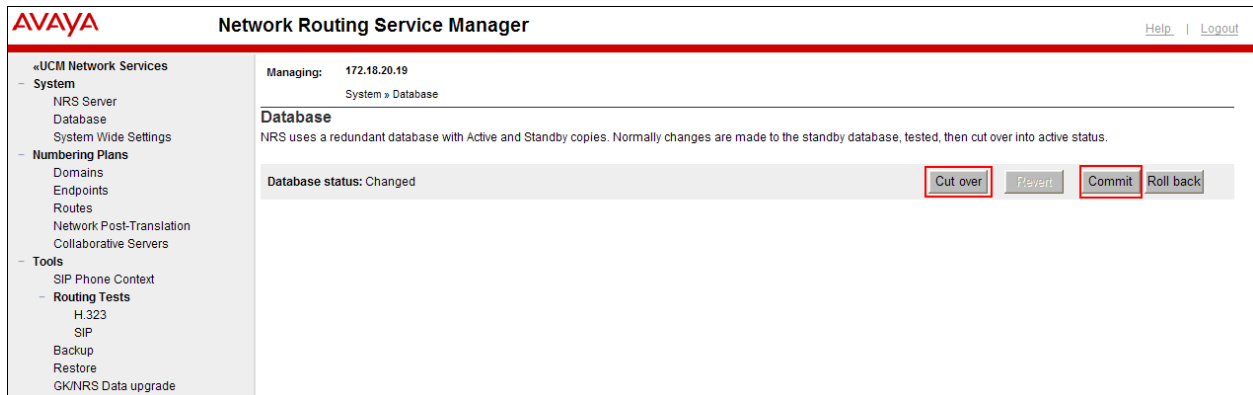 AVAYA
Network Routing Service Manager
Help | Logout
«UCM Network Services
− System
NRS Server
Database
System Wide Settings
− Numbering Plans
Domains
Endpoints
Routes
Network Post-Translation
Collaborative Servers
− Tools
SIP Phone Context
− Routing Tests
H.323
SIP
Backup
Restore
GK/NRS Data upgrade
Managing: 172.18.20.19
System » Database
Database
NRS uses a redundant database with Active and Standby copies. Normally changes are made to the standby database, tested, then cut over into active status.
Database status: Changed
Cut over Revert Commit Roll back